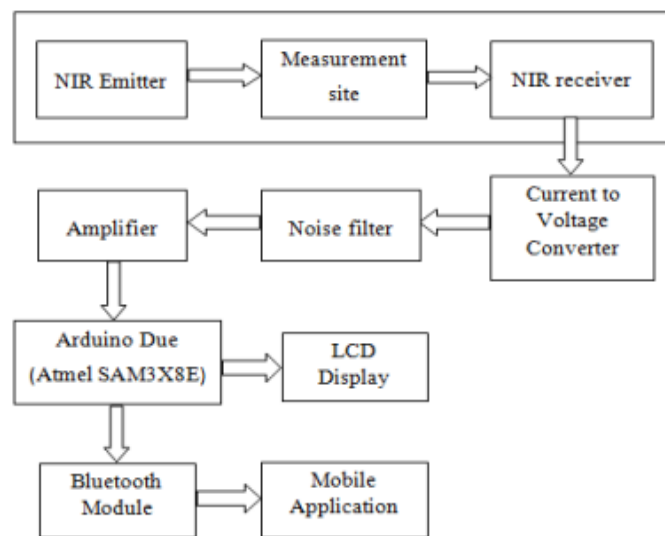 NIR Emitter
Measurement
site
NIR receiver
Current to
Voltage
Converter
Noise filter
Amplifier
Arduino Due
(Atmel SAM3X8E)
LCD
Display
Bluetooth
Module
Mobile
Application